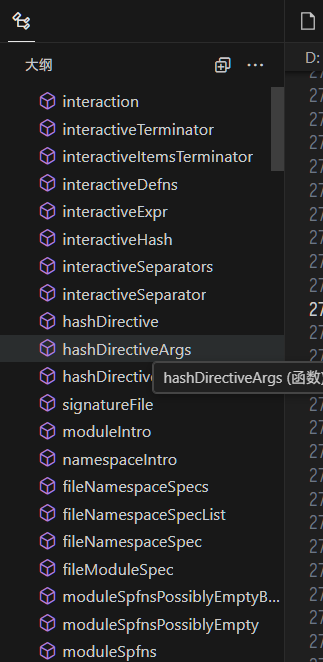 大纲
D:
interaction
interactiveTerminator
interactiveItemsTerminator
interactiveDefns
interactiveExpr
interactiveHash
interactiveSeparators
interactiveSeparator
hashDirective
hashDirectiveArgs
hashDirective
hashDirectiveArgs (函数)
signatureFile
moduleIntro
namespaceIntro
fileNamespaceSpecs
fileNamespaceSpecList
fileNamespaceSpec
fileModuleSpec
moduleSpfnsPossiblyEmptyB...
moduleSpfnsPossiblyEmpty
moduleSpfns